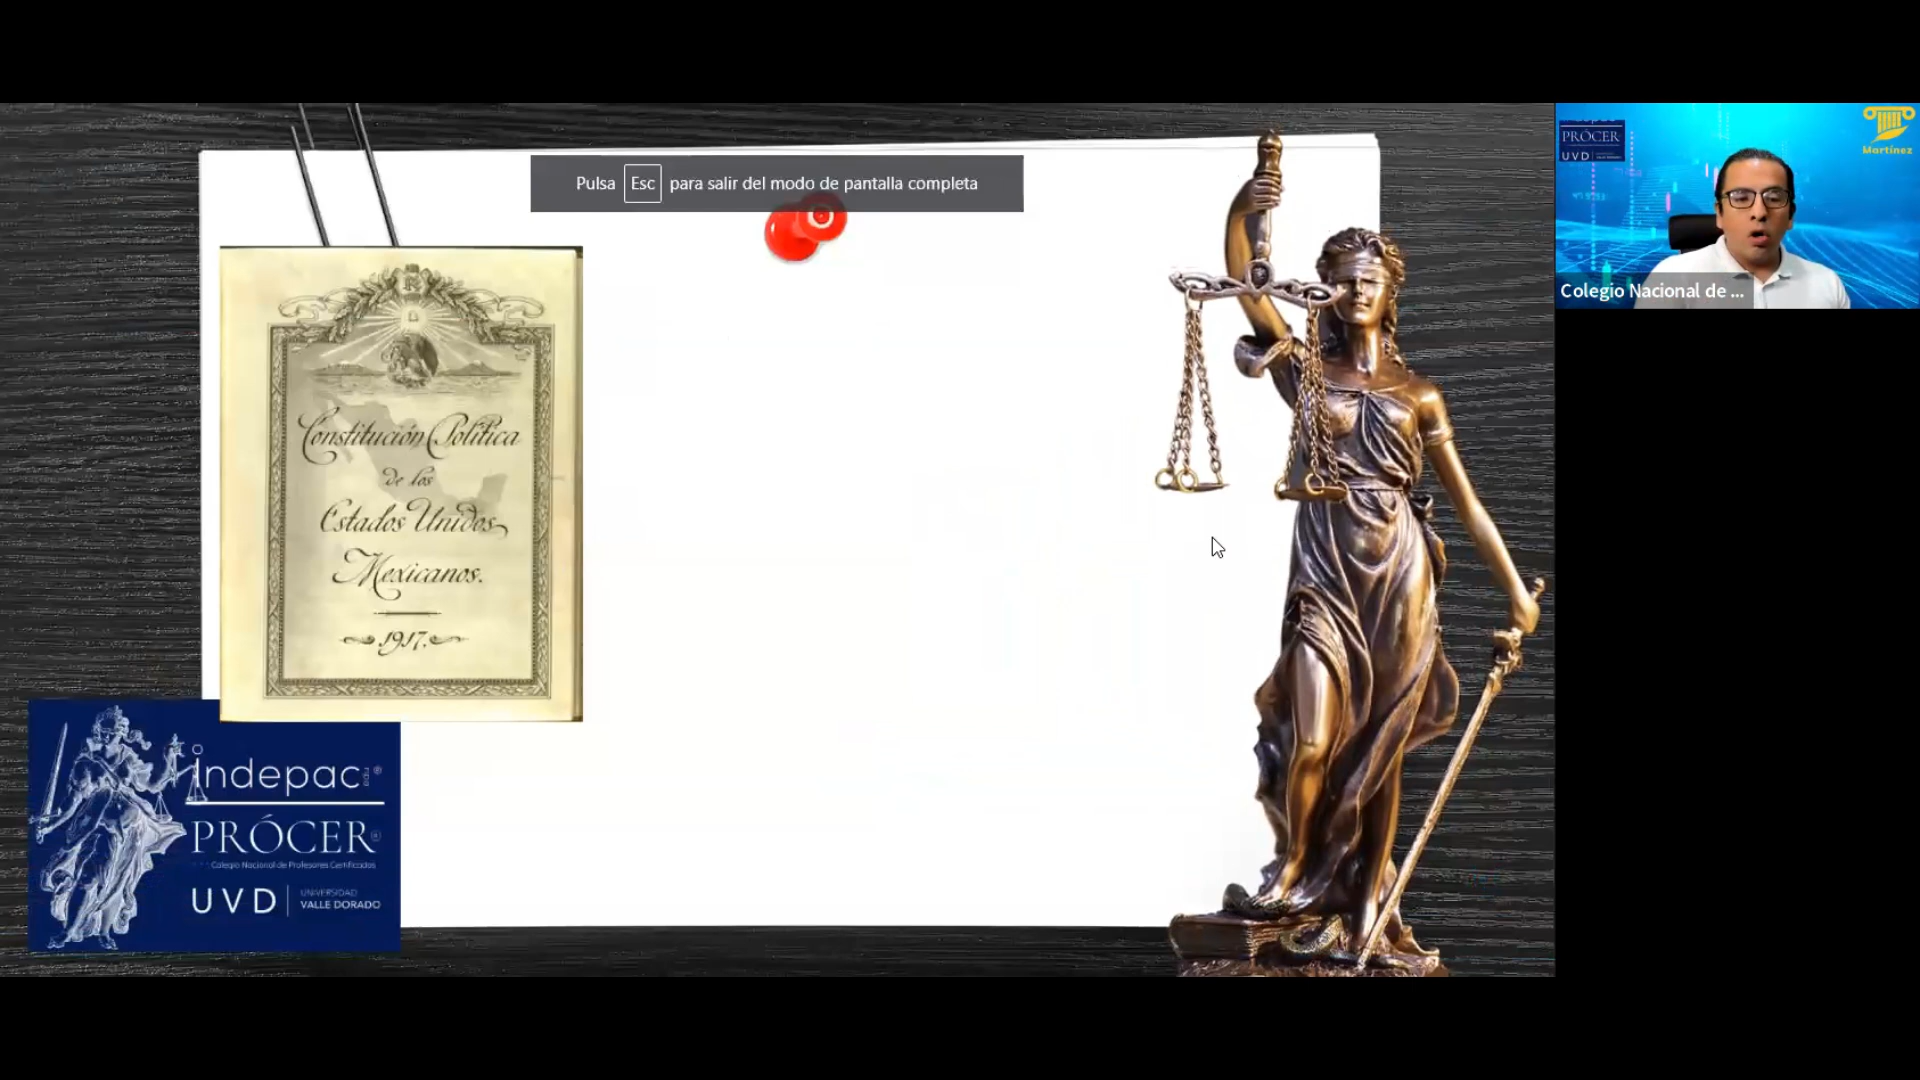 Pulsa Esc para salir del modo de pantalla completa
Constitución Política
de los
Estados Unidos
Mexicanos.
1917.
indepac
PRÓCER
Colegio Nacional de Profesores Certificados
UVD
UNIVERSIDAD
VALLE DORADO
PRÓCER
UVD
Martínez
Colegio Nacional de ...